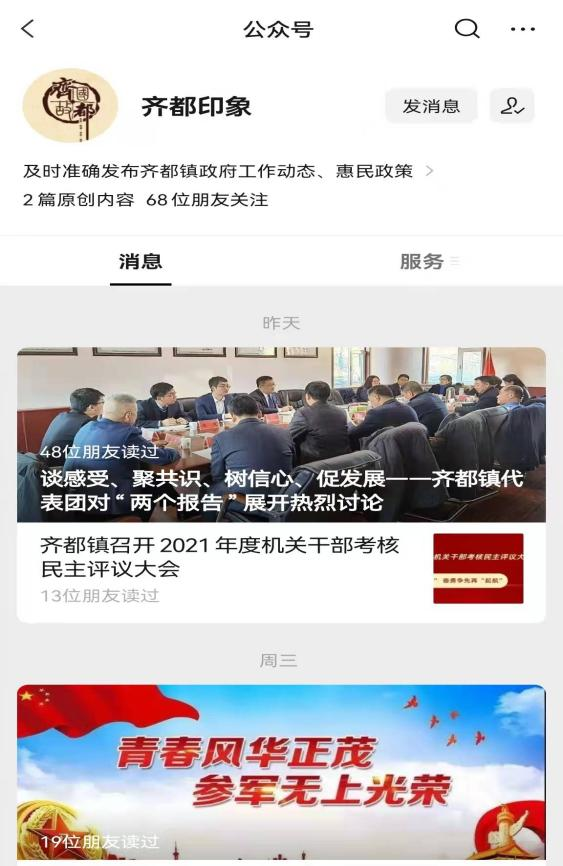 公众号
齐國故都
齐都印象
发消息
及时准确发布齐都镇政府工作动态、惠民政策
2篇原创内容 68位朋友关注
消息
服务
昨天
48位朋友读过
谈感受、聚共识、树信心、促发展——齐都镇代
表团对“两个报告”展开热烈讨论
齐都镇召开2021年度机关干部考核
民主评议大会
13位朋友读过
机关干部考核民主评议大
奋勇争先再“起航”
周三
青春风华正茂
参军无上光荣
19位朋友读过